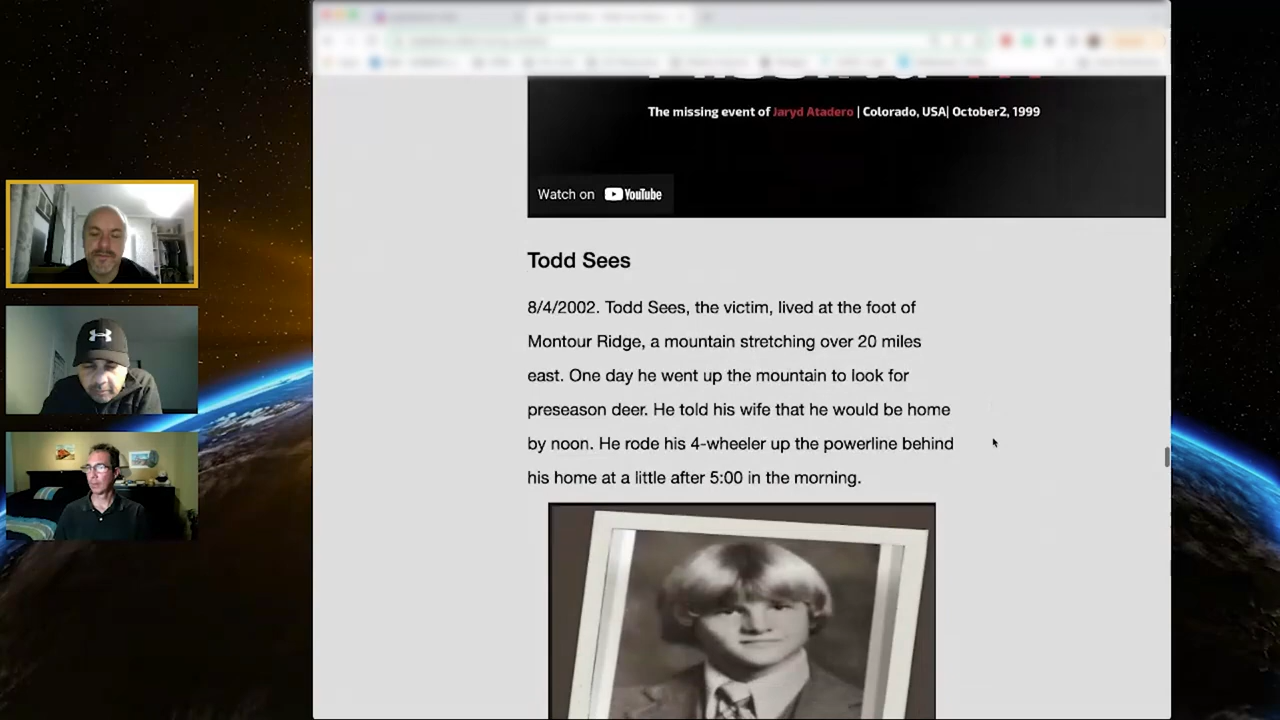 The missing event of Jaryd Atadero | Colorado, USA| October2, 1999
Watch on YouTube
Todd Sees
8/4/2002. Todd Sees, the victim, lived at the foot of
Montour Ridge, a mountain stretching over 20 miles
east. One day he went up the mountain to look for
preseason deer. He told his wife that he would be home
by noon. He rode his 4-wheeler up the powerline behind
his home at a little after 5:00 in the morning.